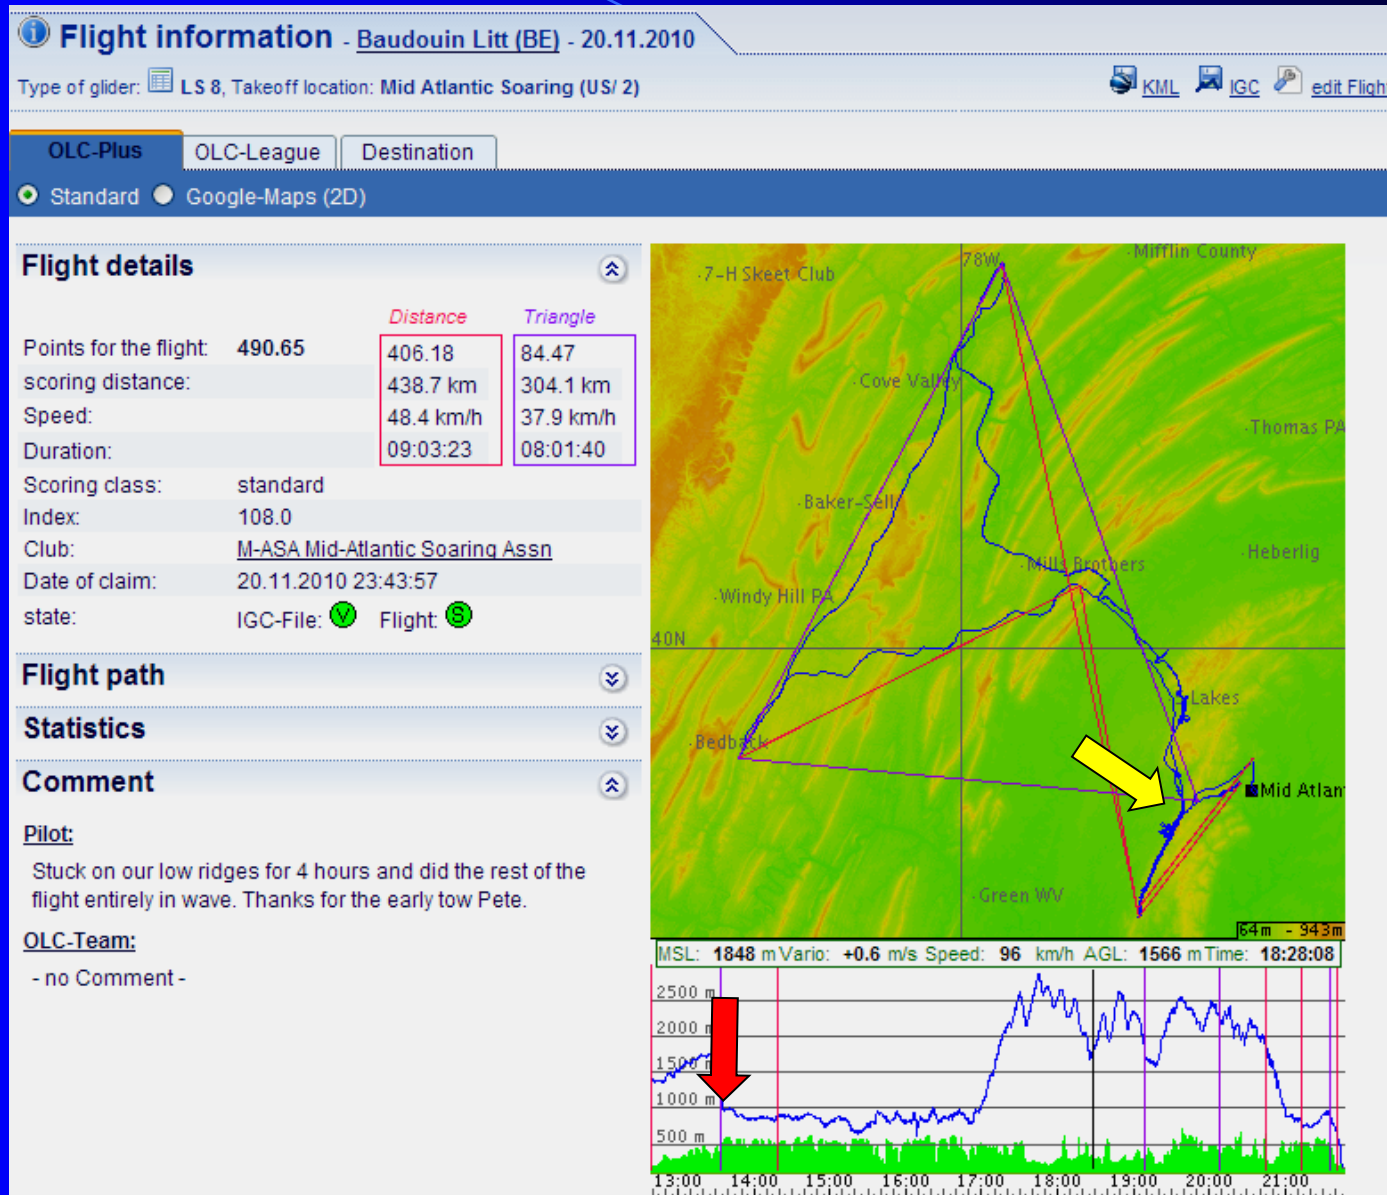 Flight information - Baudouin Litt (BE) - 20.11.2010
Type of glider: LS 8, Takeoff location: Mid Atlantic Soaring (US/ 2)
KML IGC edit Fligh
OLC-Plus OLC-League Destination
Standard Google-Maps (2D)
Flight details
Distance Triangle
Points for the flight: 490.65 406.18 84.47
scoring distance: 438.7 km 304.1 km
Speed: 48.4 km/h 37.9 km/h
Duration: 09:03:23 08:01:40
Scoring class: standard
Index: 108.0
Club: M-ASA Mid-Atlantic Soaring Assn
Date of claim: 20.11.2010 23:43:57
state: IGC-File: V Flight: S
Flight path
Statistics
Comment
Pilot:
Stuck on our low ridges for 4 hours and did the rest of the
flight entirely in wave. Thanks for the early tow Pete.
OLC-Team:
- no Comment -
78W
Mifflin County
7-H Skeet Club
Cove Valley
Thomas PA
Baker-Sell
Heberlig
Mills Brothers
Windy Hill PA
40N
Lakes
Bedback
Mid Atlan
Green WV
64m - 943m
MSL: 1848 m Vario: +0.6 m/s Speed: 96 km/h AGL: 1566 m Time: 18:28:08
2500 m
2000 m
1500 m
1000 m
500 m
13:00 14:00 15:00 16:00 17:00 18:00 19:00 20:00 21:00